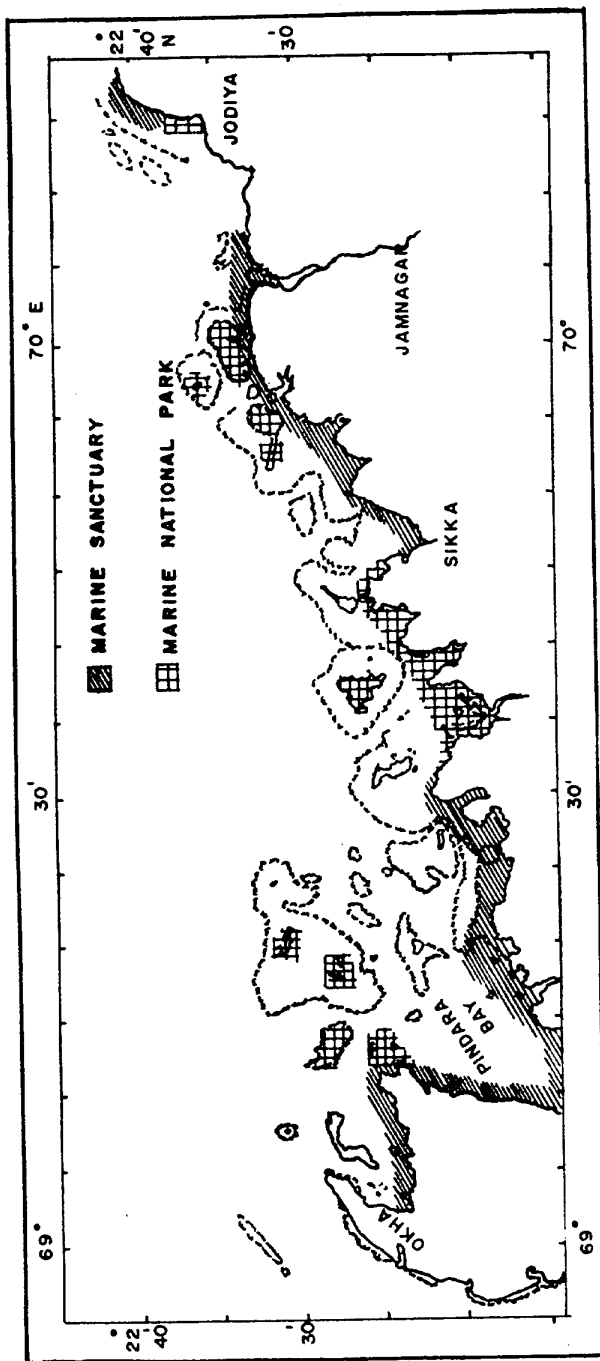 69°
30'
70° E
22° 40'
30'
22° 40' N
30'
MARINE SANCTUARY
MARINE NATIONAL PARK
JODIYA
JAMNAGAR
SIKKA
PINDARA
BAY
OKHA
69°
30'
70°